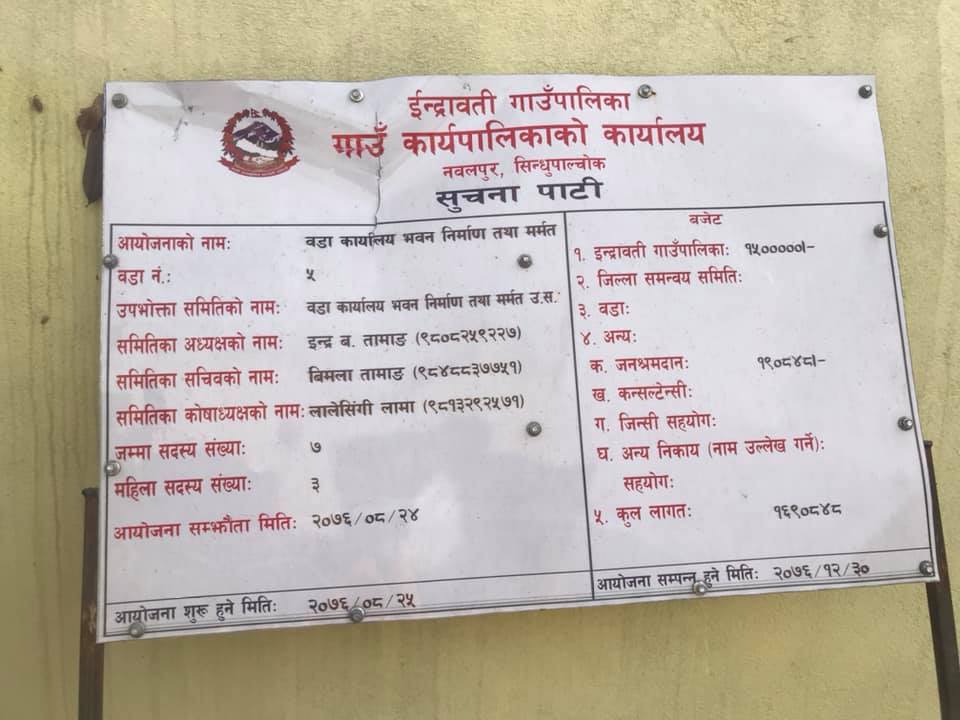 ईन्द्रावती गाउँपालिका
गाउँ कार्यपालिकाको कार्यालय
नवलपुर, सिन्धुपाल्चोक
सुचना पाटी
आयोजनाको नाम: वडा कार्यालय भवन निर्माण तथा मर्मत
वडा नं.: ५
उपभोक्ता समितिको नाम: वडा कार्यालय भवन निर्माण तथा मर्मत उ.स.
समितिका अध्यक्षको नाम: इन्द्र ब. तामाङ (९८०८२५९२२७)
समितिका सचिवको नाम: बिमला तामाङ (९८४८८३७७५१)
समितिका कोषाध्यक्षको नाम: लालेसिंगी लामा (९८१३२९२५७१)
जम्मा सदस्य संख्या: ७
महिला सदस्य संख्या: ३
आयोजना सम्झौता मिति: २०७६/०८/२४
आयोजना शुरू हुने मिति: २०७६/०८/२५
बजेट
१. इन्द्रावती गाउँपालिका: १५०००००।-
२. जिल्ला समन्वय समिति:
३. वडा:
४. अन्य:
क. जनश्रमदान: १९०८४८।-
ख. कन्सल्टेन्सी:
ग. जिन्सी सहयोग:
घ. अन्य निकाय (नाम उल्लेख गर्ने):
सहयोग:
५. कुल लागत: १६९०८४८
आयोजना सम्पन्न हुने मिति: २०७६/१२/३०